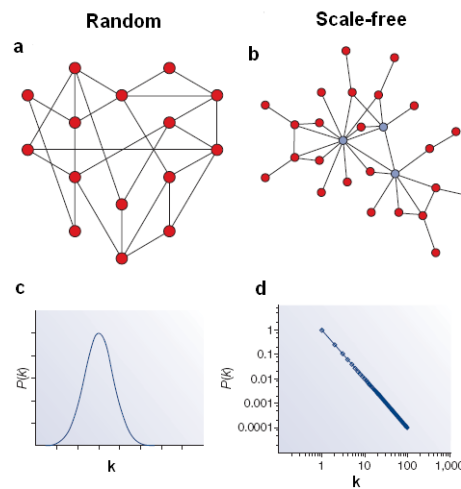 Random
Scale-free
a
b
c
d
P(k)
k
P(k)
1
0.1
0.01
0.001
0.0001
1
10
100
1,000
k